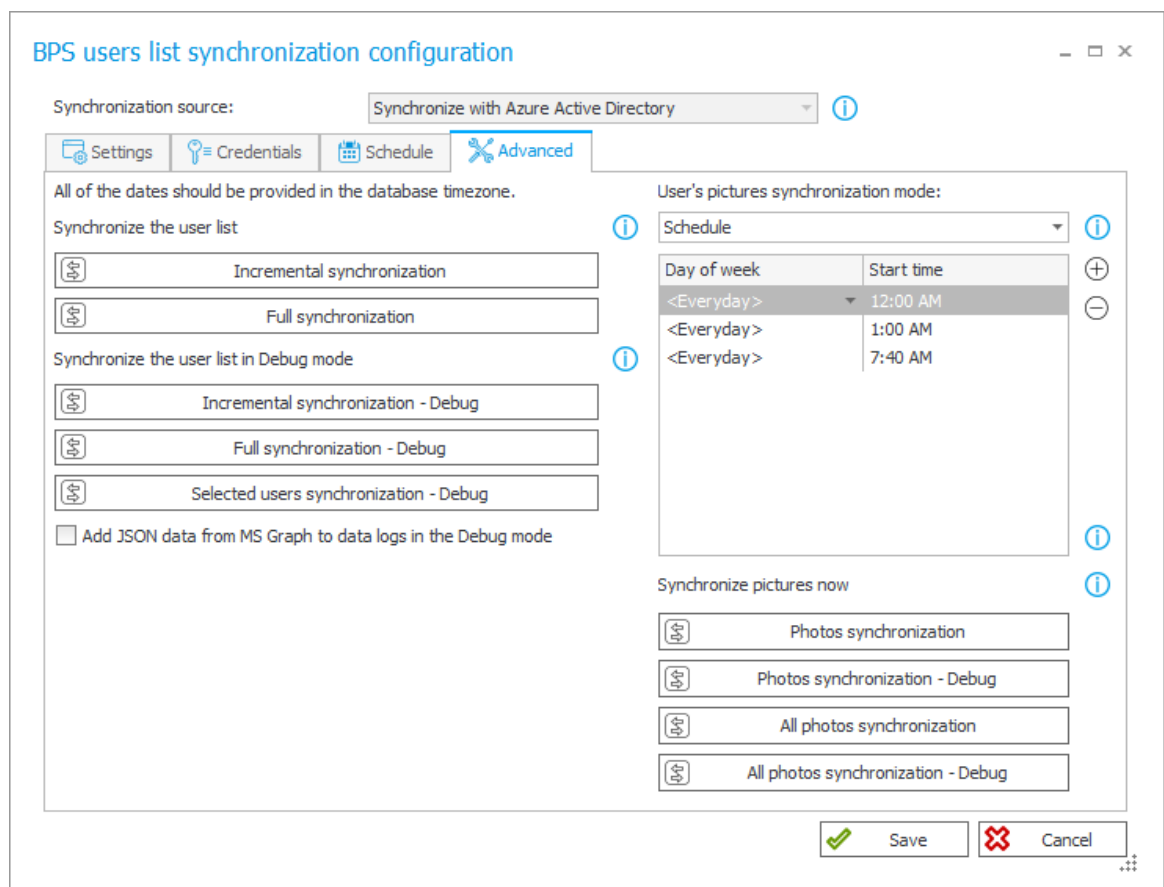 BPS users list synchronization configuration
Synchronization source:
Synchronize with Azure Active Directory
Settings
Credentials
Schedule
Advanced
All of the dates should be provided in the database timezone.
Synchronize the user list
Incremental synchronization
Full synchronization
Synchronize the user list in Debug mode
Incremental synchronization - Debug
Full synchronization - Debug
Selected users synchronization - Debug
Add JSON data from MS Graph to data logs in the Debug mode
User's pictures synchronization mode:
Schedule
Day of week Start time
<Everyday> 12:00 AM
<Everyday> 1:00 AM
<Everyday> 7:40 AM
Synchronize pictures now
Photos synchronization
Photos synchronization - Debug
All photos synchronization
All photos synchronization - Debug
Save
Cancel